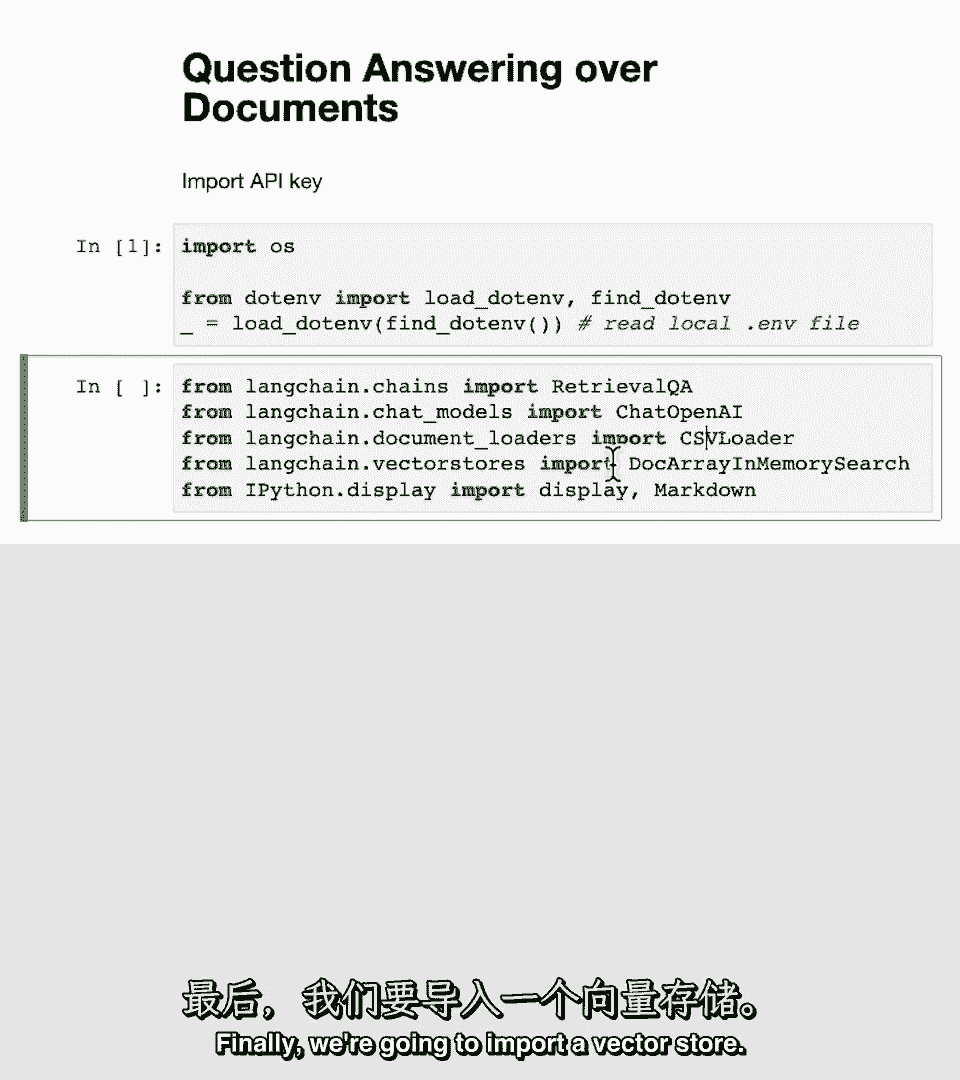 Question Answering over
Documents
Import API key
In [1]:
import os
from dotenv import load_dotenv, find_dotenv
_ = load_dotenv(find_dotenv()) # read local .env file
In [ ]:
from langchain.chains import RetrievalQA
from langchain.chat_models import ChatOpenAI
from langchain.document_loaders import CSVLoader
from langchain.vectorstores import DocArrayInMemorySearch
from IPython.display import display, Markdown
最后，我们要导入一个向量存储。
Finally, we're going to import a vector store.